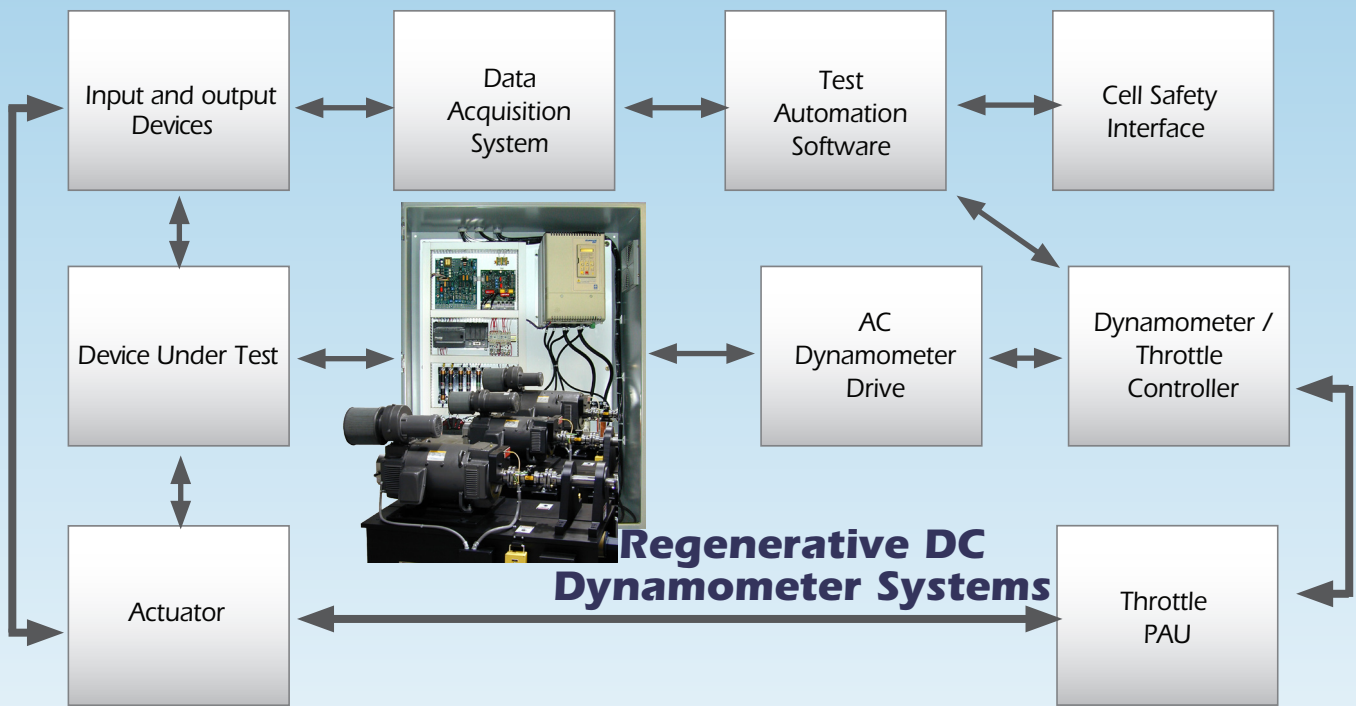 Input and output
Devices
Data
Acquisition
System
Test
Automation
Software
Cell Safety
Interface
Device Under Test
AC
Dynamometer
Drive
Dynamometer /
Throttle
Controller
Regenerative DC
Dynamometer Systems
Actuator
Throttle
PAU